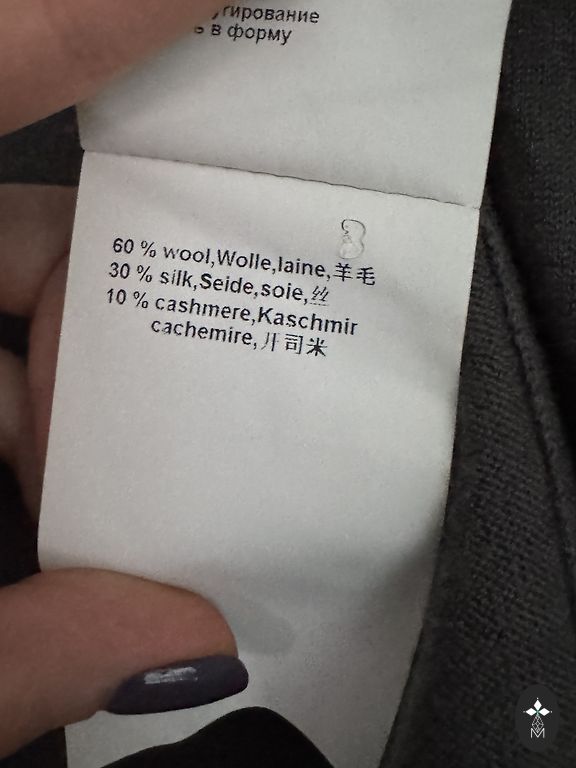 в форму
60 % wool,Wolle,laine,羊毛
30 % silk,Seide,soie,丝
10 % cashmere,Kaschmir
cachemire,开司米